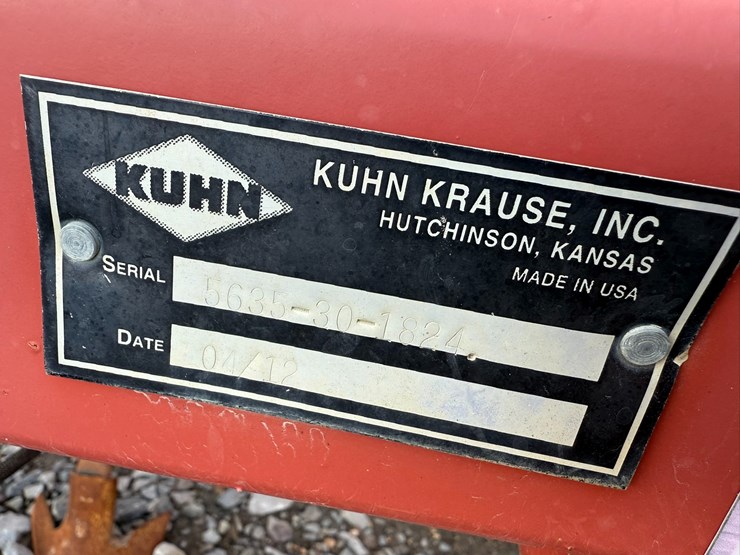 KUHN
KUHN KRAUSE, INC.
HUTCHINSON, KANSAS
MADE IN USA
SERIAL 5635-30-1824
DATE 04/12